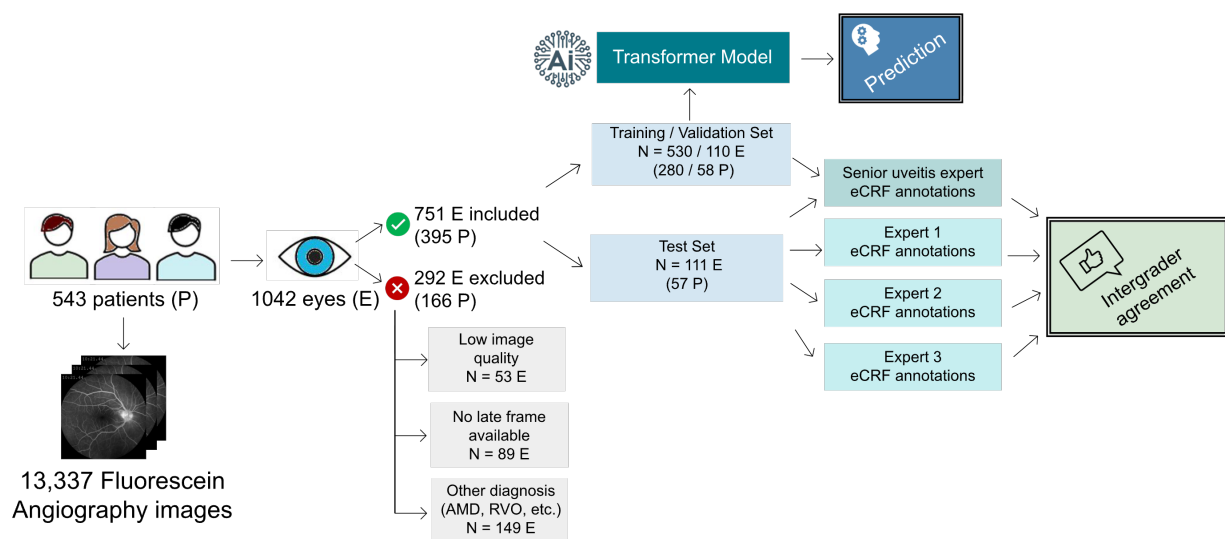 543 patients (P)
13,337 Fluorescein
Angiography images
1042 eyes (E)
751 E included
(395 P)
292 E excluded
(166 P)
Low image
quality
N = 53 E
No late frame
available
N = 89 E
Other diagnosis
(AMD, RVO, etc.)
N = 149 E
Ai
Transformer Model
Prediction
Training / Validation Set
N = 530 / 110 E
(280 / 58 P)
Test Set
N = 111 E
(57 P)
Senior uveitis expert
eCRF annotations
Expert 1
eCRF annotations
Expert 2
eCRF annotations
Expert 3
eCRF annotations
Intergrader
agreement